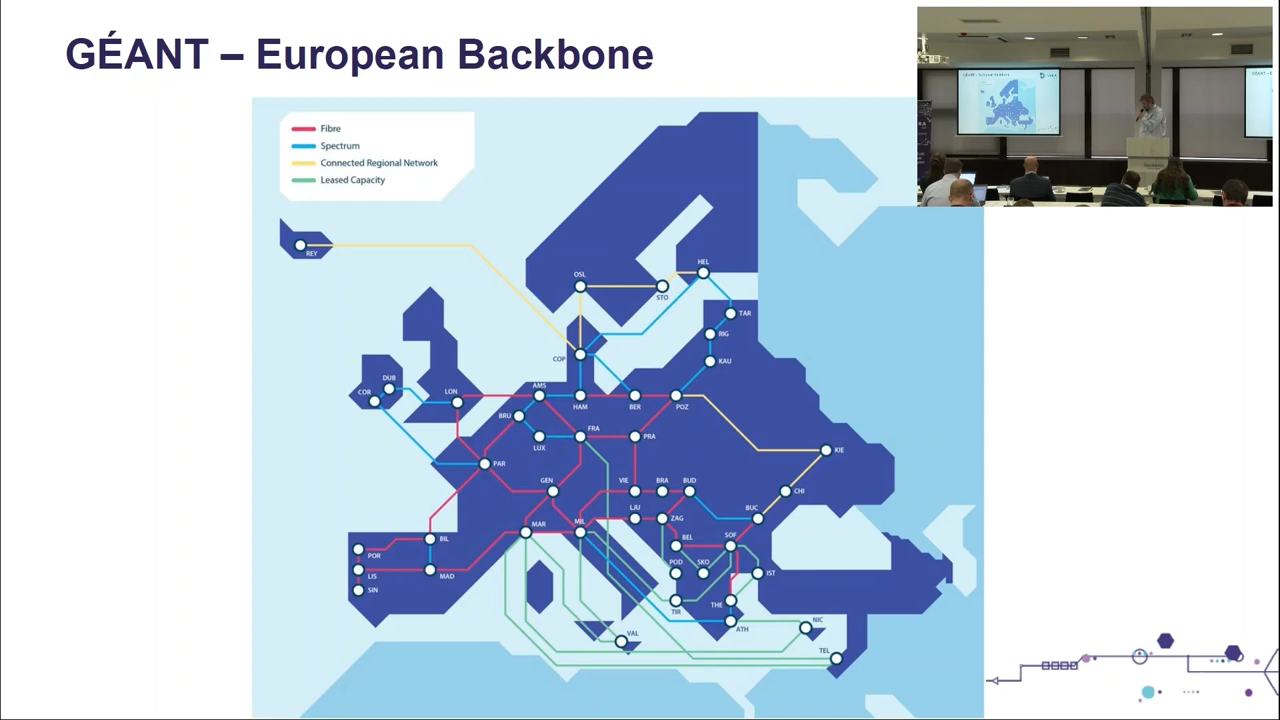 GÉANT – European Backbone
Fibre
Spectrum
Connected Regional Network
Leased Capacity
REY
OSL
HEL
STO
TAR
RIG
COP
KAU
DUB
COR
LON
AMS
HAM
BER
POZ
BRU
FRA
PRA
LUX
KIE
PAR
GEN
VIE
BRA
BUD
CHI
LJU
ZAG
BUC
MAR
MIL
BIL
BEL
SOF
POR
POD
SKO
IST
LIS
MAD
SIN
TIR
THE
ATH
NIC
VAL
TEL